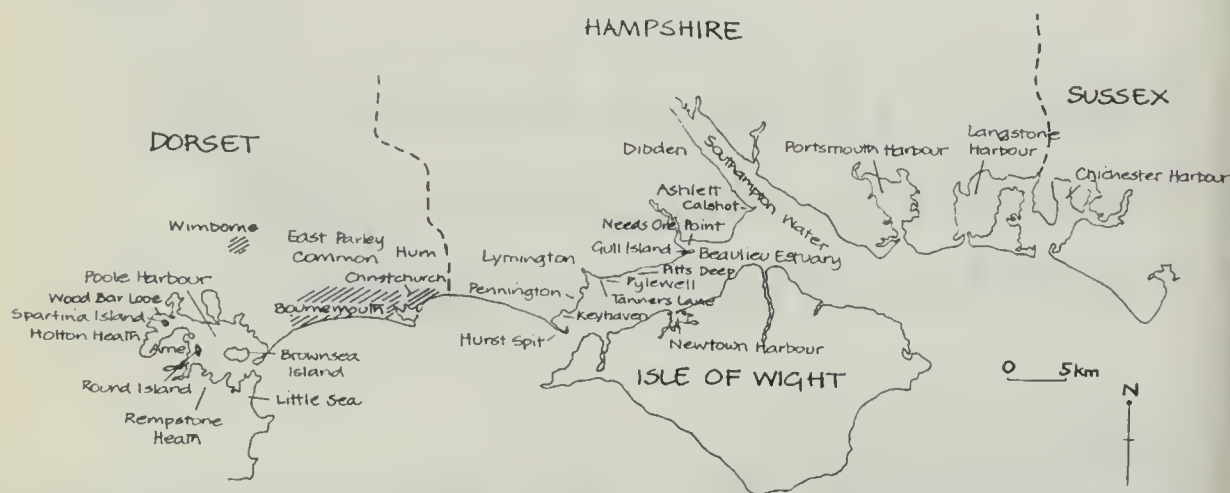 HAMPSHIRE
SUSSEX
DORSET
Dibden
Southampton Water
Portsmouth Harbour
Langstone
Harbour
Chichester Harbour
Ashlett
Calshot
Needs Ore Point
Gull Island
Beaulieu Estuary
Wimborne
East Parley
Common
Hurn
Christchurch
Lymington
Pitts Deep
Pylewell
Tanners Lane
Pennington
Keyhaven
Hurst Spit
Newtown Harbour
Poole Harbour
Wood Bar Looe
Spartina Island
Holton Heath
Bournemouth
Arne
Brownsea
Island
Round Island
Little Sea
Rempstone
Heath
ISLE OF WIGHT
0 5km
N